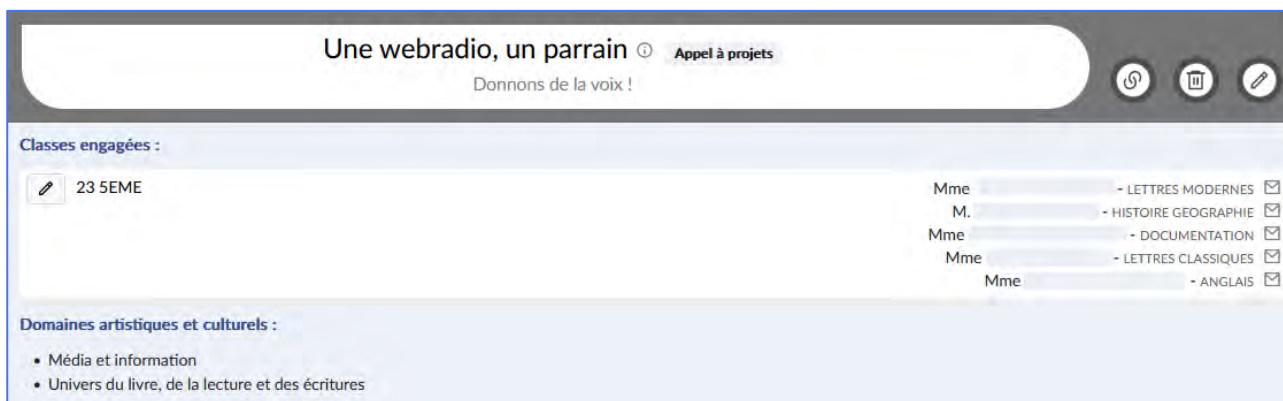 Une webradio, un parrain Appel à projets
Donnons de la voix !
Classes engagées :
23 5EME
Mme - LETTRES MODERNES
M. - HISTOIRE GEOGRAPHIE
Mme - DOCUMENTATION
Mme - LETTRES CLASSIQUES
Mme - ANGLAIS
Domaines artistiques et culturels :
• Média et information
• Univers du livre, de la lecture et des écritures